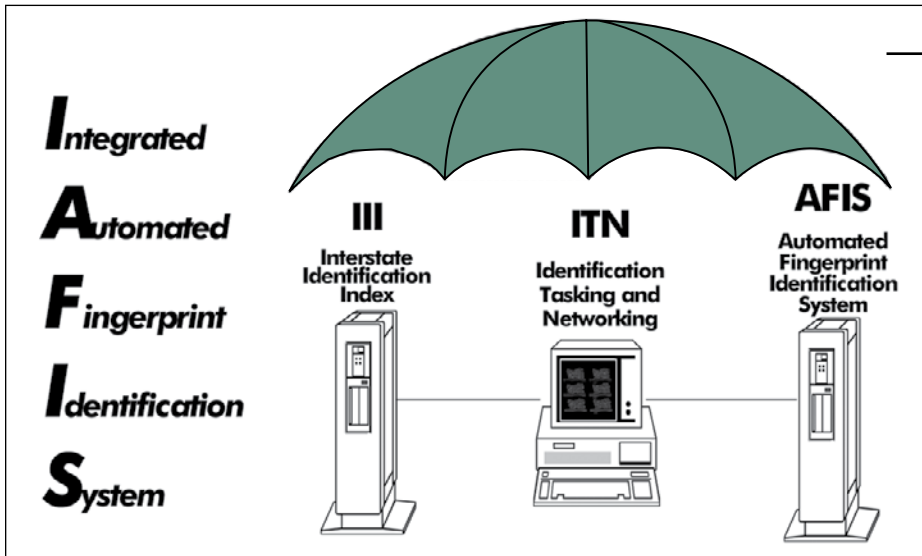 Integrated
Automated
Fingerprint
Identification
System
III
Interstate
Identification
Index
ITN
Identification
Tasking and
Networking
AFIS
Automated
Fingerprint
Identification
System